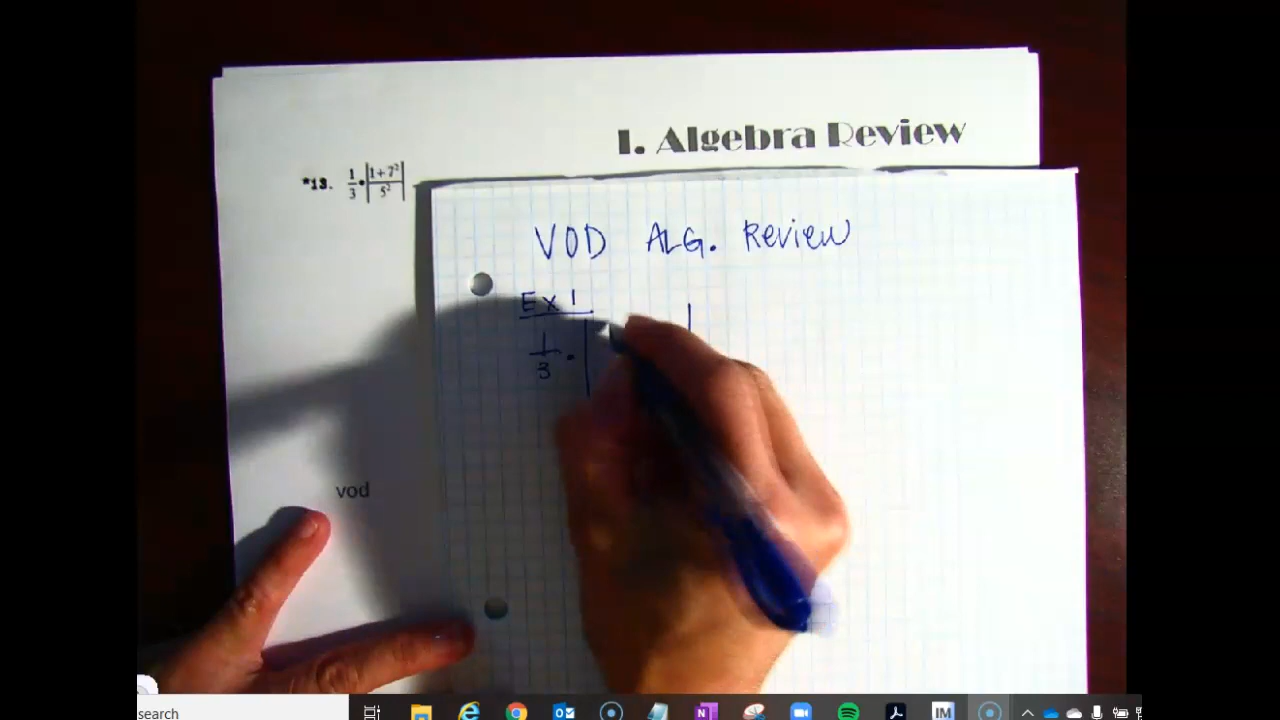 I. Algebra Review
*13. 1/3 • |1+7²/5²|
VOD ALG. Review
Ex 1
1/3 · | |
vod
search